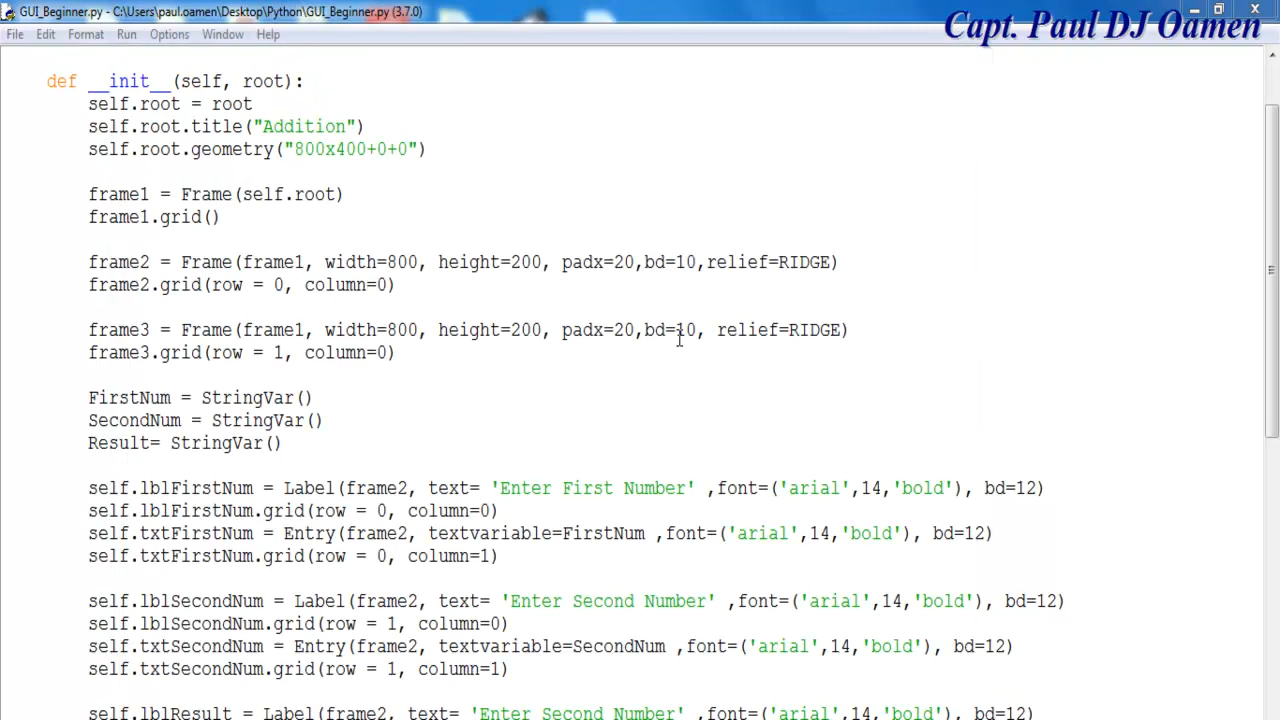 GUI_Beginner.py - C:\Users\paul.oamen\Desktop\Python\GUI_Beginner.py (3.7.0)
Capt. Paul DJ Oamen
File Edit Format Run Options Window Help
def __init__(self, root):
self.root = root
self.root.title("Addition")
self.root.geometry("800x400+0+0")
frame1 = Frame(self.root)
frame1.grid()
frame2 = Frame(frame1, width=800, height=200, padx=20,bd=10,relief=RIDGE)
frame2.grid(row = 0, column=0)
frame3 = Frame(frame1, width=800, height=200, padx=20,bd=10, relief=RIDGE)
frame3.grid(row = 1, column=0)
FirstNum = StringVar()
SecondNum = StringVar()
Result= StringVar()
self.lblFirstNum = Label(frame2, text= 'Enter First Number' ,font=('arial',14,'bold'), bd=12)
self.lblFirstNum.grid(row = 0, column=0)
self.txtFirstNum = Entry(frame2, textvariable=FirstNum ,font=('arial',14,'bold'), bd=12)
self.txtFirstNum.grid(row = 0, column=1)
self.lblSecondNum = Label(frame2, text= 'Enter Second Number' ,font=('arial',14,'bold'), bd=12)
self.lblSecondNum.grid(row = 1, column=0)
self.txtSecondNum = Entry(frame2, textvariable=SecondNum ,font=('arial',14,'bold'), bd=12)
self.txtSecondNum.grid(row = 1, column=1)
self.lblResult = Label(frame2, text= 'Enter Second Number' ,font=('arial',14,'bold'), bd=12)